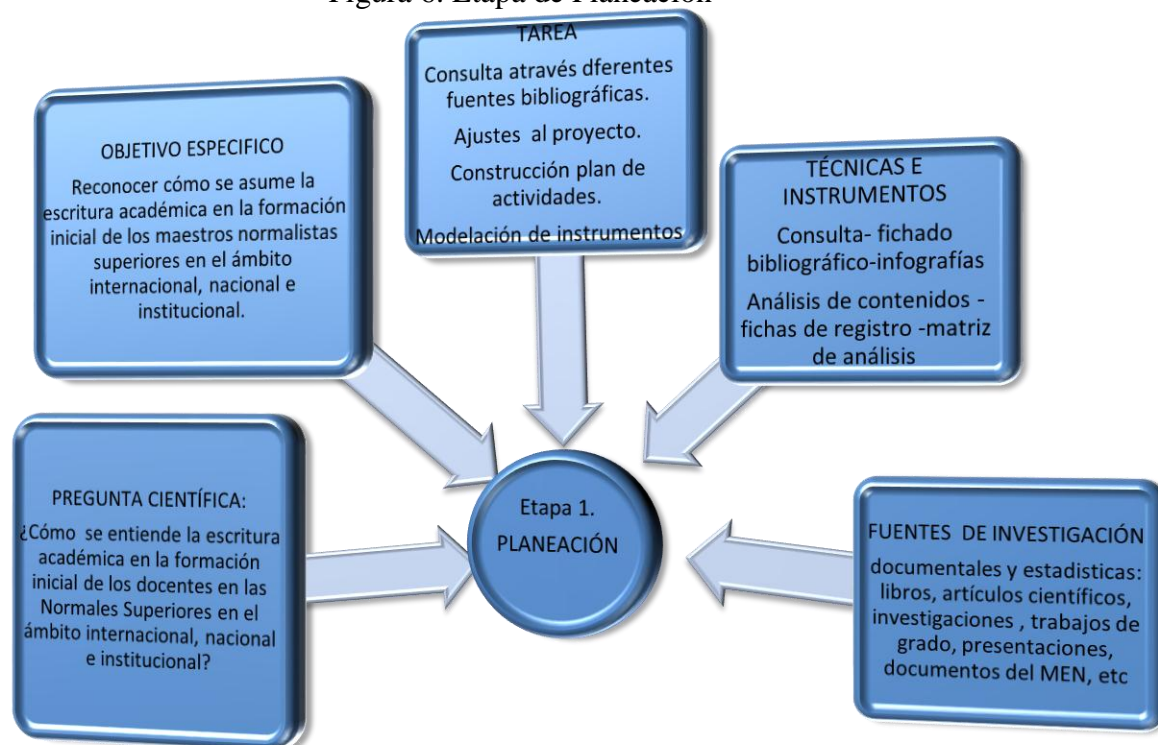 Figura 8. Etapa de Planeación
PREGUNTA CIENTÍFICA:
¿Cómo se entiende la escritura
académica en la formación
inicial de los docentes en las
Normales Superiores en el
ámbito internacional, nacional
e institucional?
OBJETIVO ESPECIFICO
Reconocer cómo se asume la
escritura académica en la formación
inicial de los maestros normalistas
superiores en el ámbito
internacional, nacional e
institucional.
TAREA
Consulta através dferentes
fuentes bibliográficas.
Ajustes al proyecto.
Construcción plan de
actividades.
Modelación de instrumentos
TÉCNICAS E
INSTRUMENTOS
Consulta- fichado
bibliográfico-infografías
Análisis de contenidos -
fichas de registro -matriz
de análisis
FUENTES DE INVESTIGACIÓN
documentales y estadisticas:
libros, artículos científicos,
investigaciones , trabajos de
grado, presentaciones,
documentos del MEN, etc
Etapa 1.
PLANEACIÓN